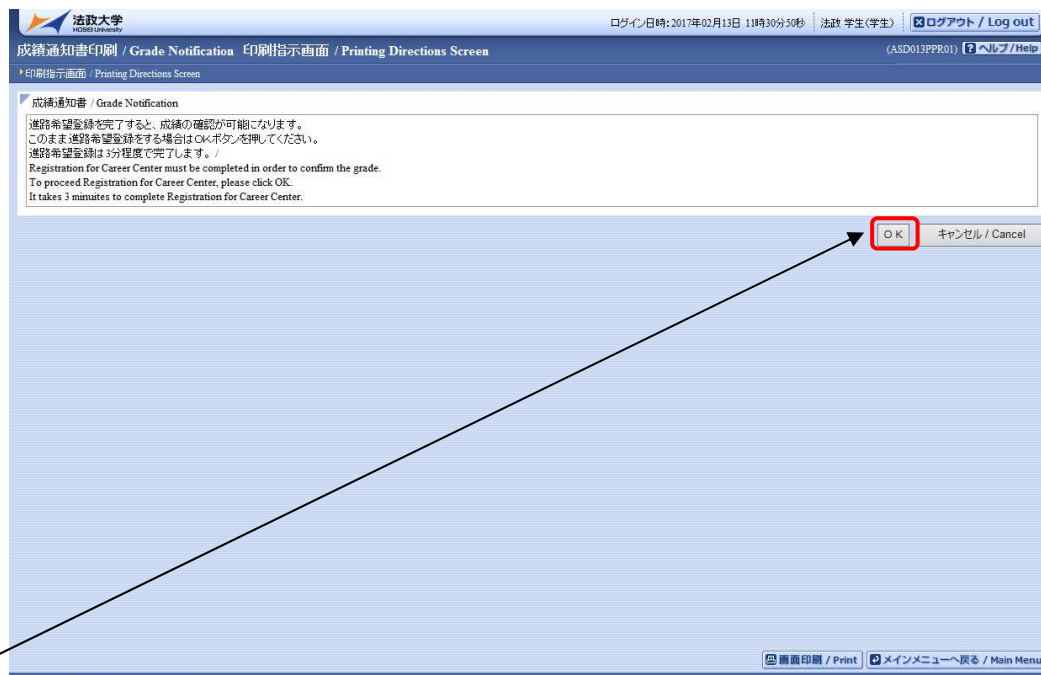 法政大学
HOSEI University
ログイン日時:2017年02月13日 11時30分50秒 法政 学生(学生) ログアウト / Log out
成績通知書印刷 / Grade Notification 印刷指示画面 / Printing Directions Screen (ASD013PPR01) ? ヘルプ/Help
印刷指示画面 / Printing Directions Screen
成績通知書 / Grade Notification
進路希望登録を完了すると、成績の確認が可能になります。
このまま進路希望登録をする場合はOKボタンを押してください。
進路希望登録は3分程度で完了します。/
Registration for Career Center must be completed in order to confirm the grade.
To proceed Registration for Career Center, please click OK.
It takes 3 minuites to complete Registration for Career Center.
OK キャンセル / Cancel
画面印刷 / Print メインメニューへ戻る / Main Menu